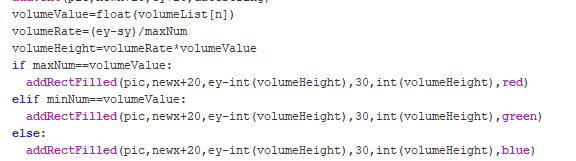 volumeValue=float(volumeList[n])
volumeRate=(ey-sy)/maxNum
volumeHeight=volumeRate*volumeValue
if maxNum==volumeValue:
addRectFilled(pic,newx+20,ey-int(volumeHeight),30,int(volumeHeight),red)
elif minNum==volumeValue:
addRectFilled(pic,newx+20,ey-int(volumeHeight),30,int(volumeHeight),green)
else:
addRectFilled(pic,newx+20,ey-int(volumeHeight),30,int(volumeHeight),blue)